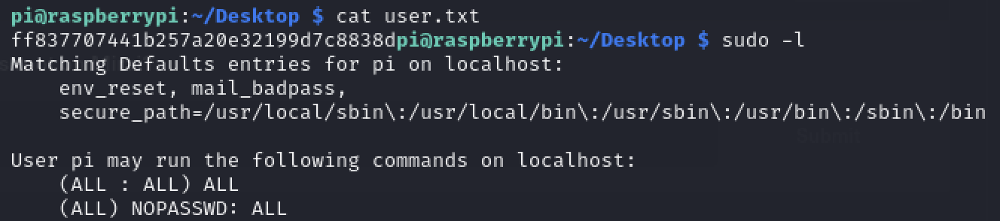 pi@raspberrypi:~/Desktop $ cat user.txt
ff837707441b257a20e32199d7c8838dpi@raspberrypi:~/Desktop $ sudo -l
Matching Defaults entries for pi on localhost:
    env_reset, mail_badpass,
    secure_path=/usr/local/sbin\:/usr/local/bin\:/usr/sbin\:/usr/bin\:/sbin\:/bin
Submit
User pi may run the following commands on localhost:
    (ALL : ALL) ALL
    (ALL) NOPASSWD: ALL